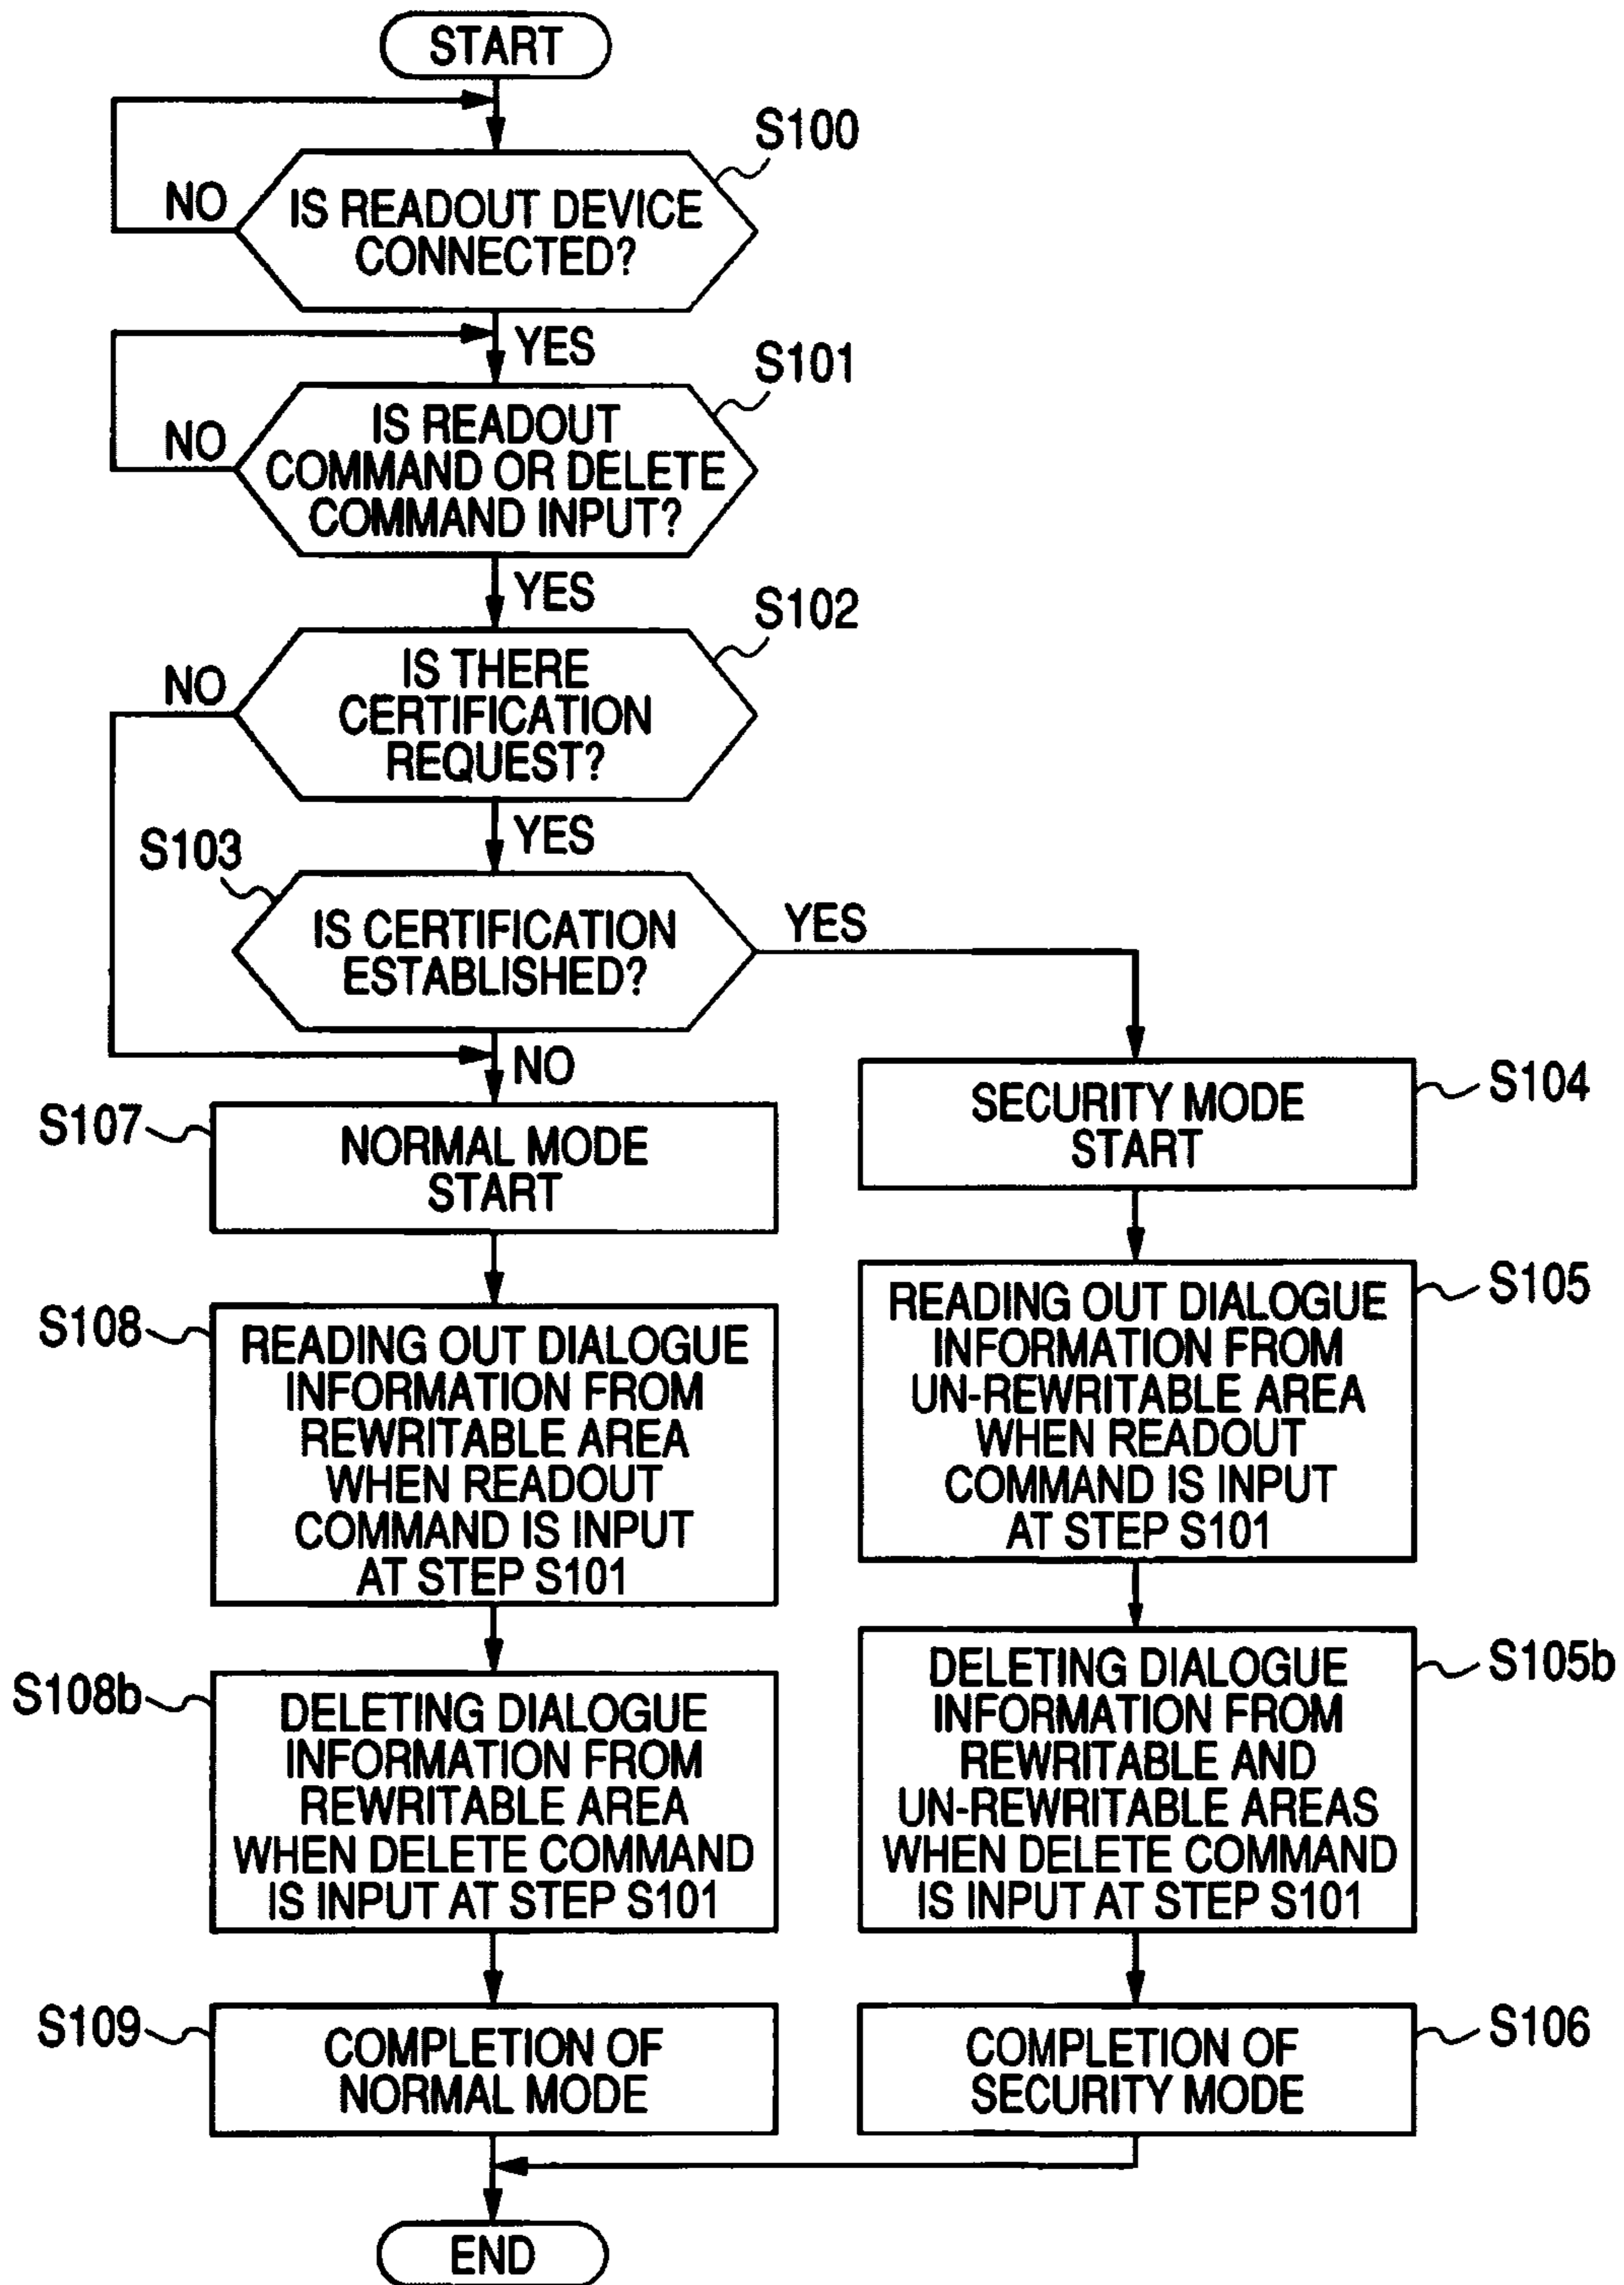 START
S100
NO
IS READOUT DEVICE
CONNECTED?
YES
S101
NO
IS READOUT
COMMAND OR DELETE
COMMAND INPUT?
YES
S102
NO
IS THERE
CERTIFICATION
REQUEST?
YES
S103
IS CERTIFICATION
ESTABLISHED?
YES
NO
S107
NORMAL MODE
START
S108
READING OUT DIALOGUE
INFORMATION FROM
REWRITABLE AREA
WHEN READOUT
COMMAND IS INPUT
AT STEP S101
S108b
DELETING DIALOGUE
INFORMATION FROM
REWRITABLE AREA
WHEN DELETE COMMAND
IS INPUT AT STEP S101
S109
COMPLETION OF
NORMAL MODE
SECURITY MODE
START
S104
READING OUT DIALOGUE
INFORMATION FROM
UN-REWRITABLE AREA
WHEN READOUT
COMMAND IS INPUT
AT STEP S101
S105
DELETING DIALOGUE
INFORMATION FROM
REWRITABLE AND
UN-REWRITABLE AREAS
WHEN DELETE COMMAND
IS INPUT AT STEP S101
S105b
COMPLETION OF
SECURITY MODE
S106
END